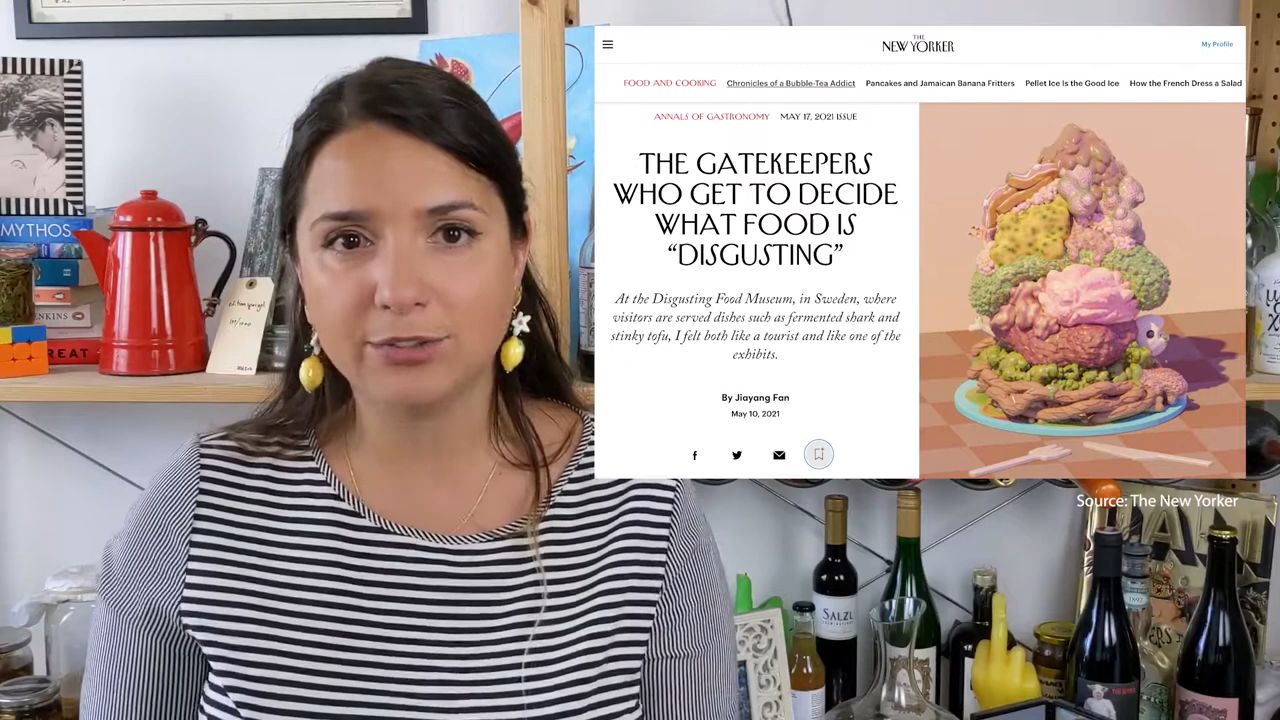 THE
NEW YORKER
My Profile
FOOD AND COOKING Chronicles of a Bubble-Tea Addict Pancakes and Jamaican Banana Fritters Pellet Ice Is the Good Ice How the French Dress a Salad
ANNALS OF GASTRONOMY MAY 17, 2021 ISSUE
THE GATEKEEPERS
WHO GET TO DECIDE
WHAT FOOD IS
“DISGUSTING”
At the Disgusting Food Museum, in Sweden, where
visitors are served dishes such as fermented shark and
stinky tofu, I felt both like a tourist and like one of the
exhibits.
By Jiayang Fan
May 10, 2021
Source: The New Yorker
MYTHOS
SALZL